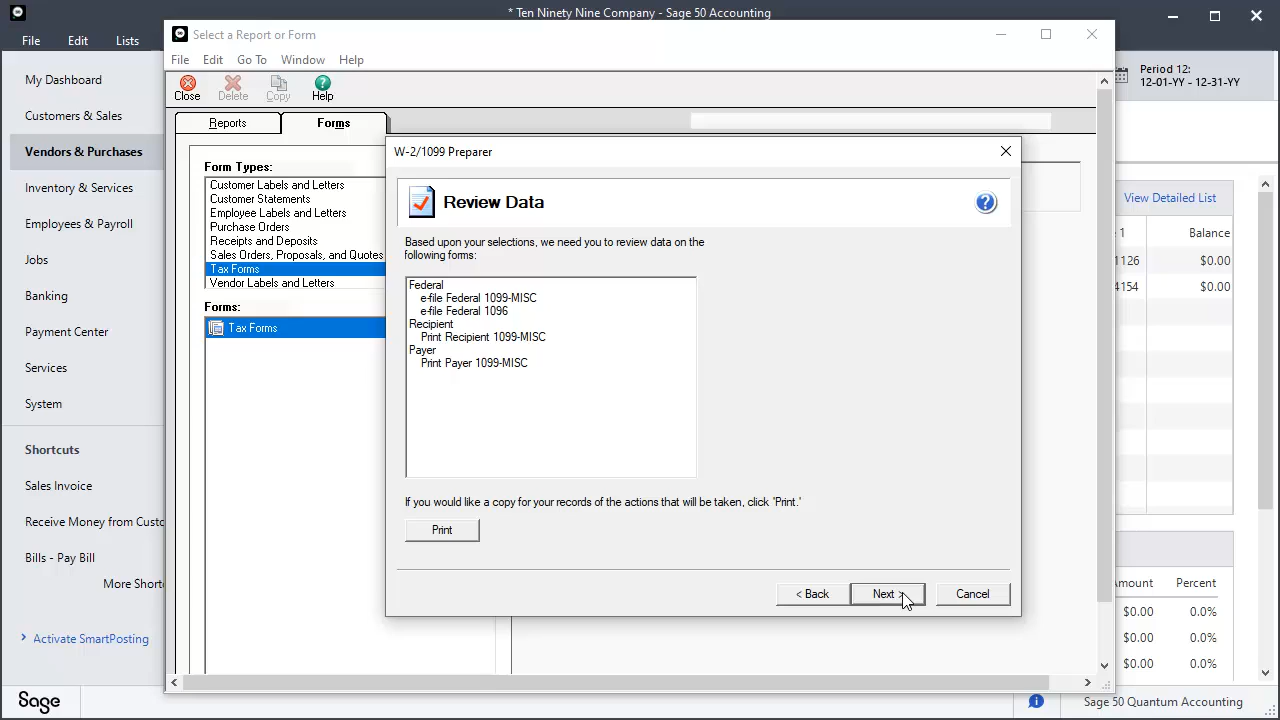 * Ten Ninety Nine Company - Sage 50 Accounting
File Edit Lists
Select a Report or Form
File Edit Go To Window Help
Close Delete Copy Help
Reports Forms
Period 12:
12-01-YY - 12-31-YY
My Dashboard
Customers & Sales
Vendors & Purchases
Inventory & Services
Employees & Payroll
Jobs
Banking
Payment Center
Services
System
Shortcuts
Sales Invoice
Receive Money from Custo
Bills - Pay Bill
More Short
Activate SmartPosting
Sage
Form Types:
Customer Labels and Letters
Customer Statements
Employee Labels and Letters
Purchase Orders
Receipts and Deposits
Sales Orders, Proposals, and Quotes
Tax Forms
Vendor Labels and Letters
Forms:
Tax Forms
W-2/1099 Preparer
Review Data
Based upon your selections, we need you to review data on the
following forms:
Federal
e-file Federal 1099-MISC
e-file Federal 1096
Recipient
Print Recipient 1099-MISC
Payer
Print Payer 1099-MISC
If you would like a copy for your records of the actions that will be taken, click 'Print.'
Print
< Back Next > Cancel
View Detailed List
1 Balance
1126 $0.00
4154 $0.00
Amount Percent
$0.00 0.0%
$0.00 0.0%
$0.00 0.0%
Sage 50 Quantum Accounting